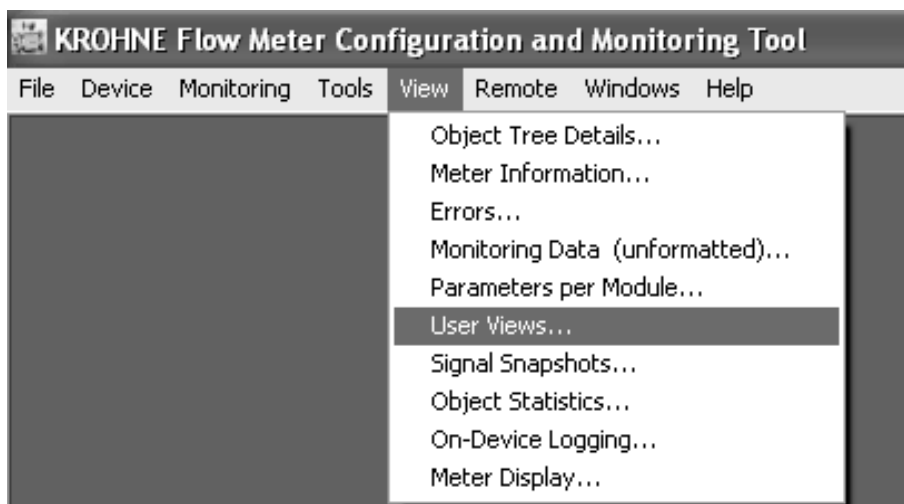 KROHNE Flow Meter Configuration and Monitoring Tool
File Device Monitoring Tools View Remote Windows Help
Object Tree Details...
Meter Information...
Errors...
Monitoring Data (unformatted)...
Parameters per Module...
User Views...
Signal Snapshots...
Object Statistics...
On-Device Logging...
Meter Display...